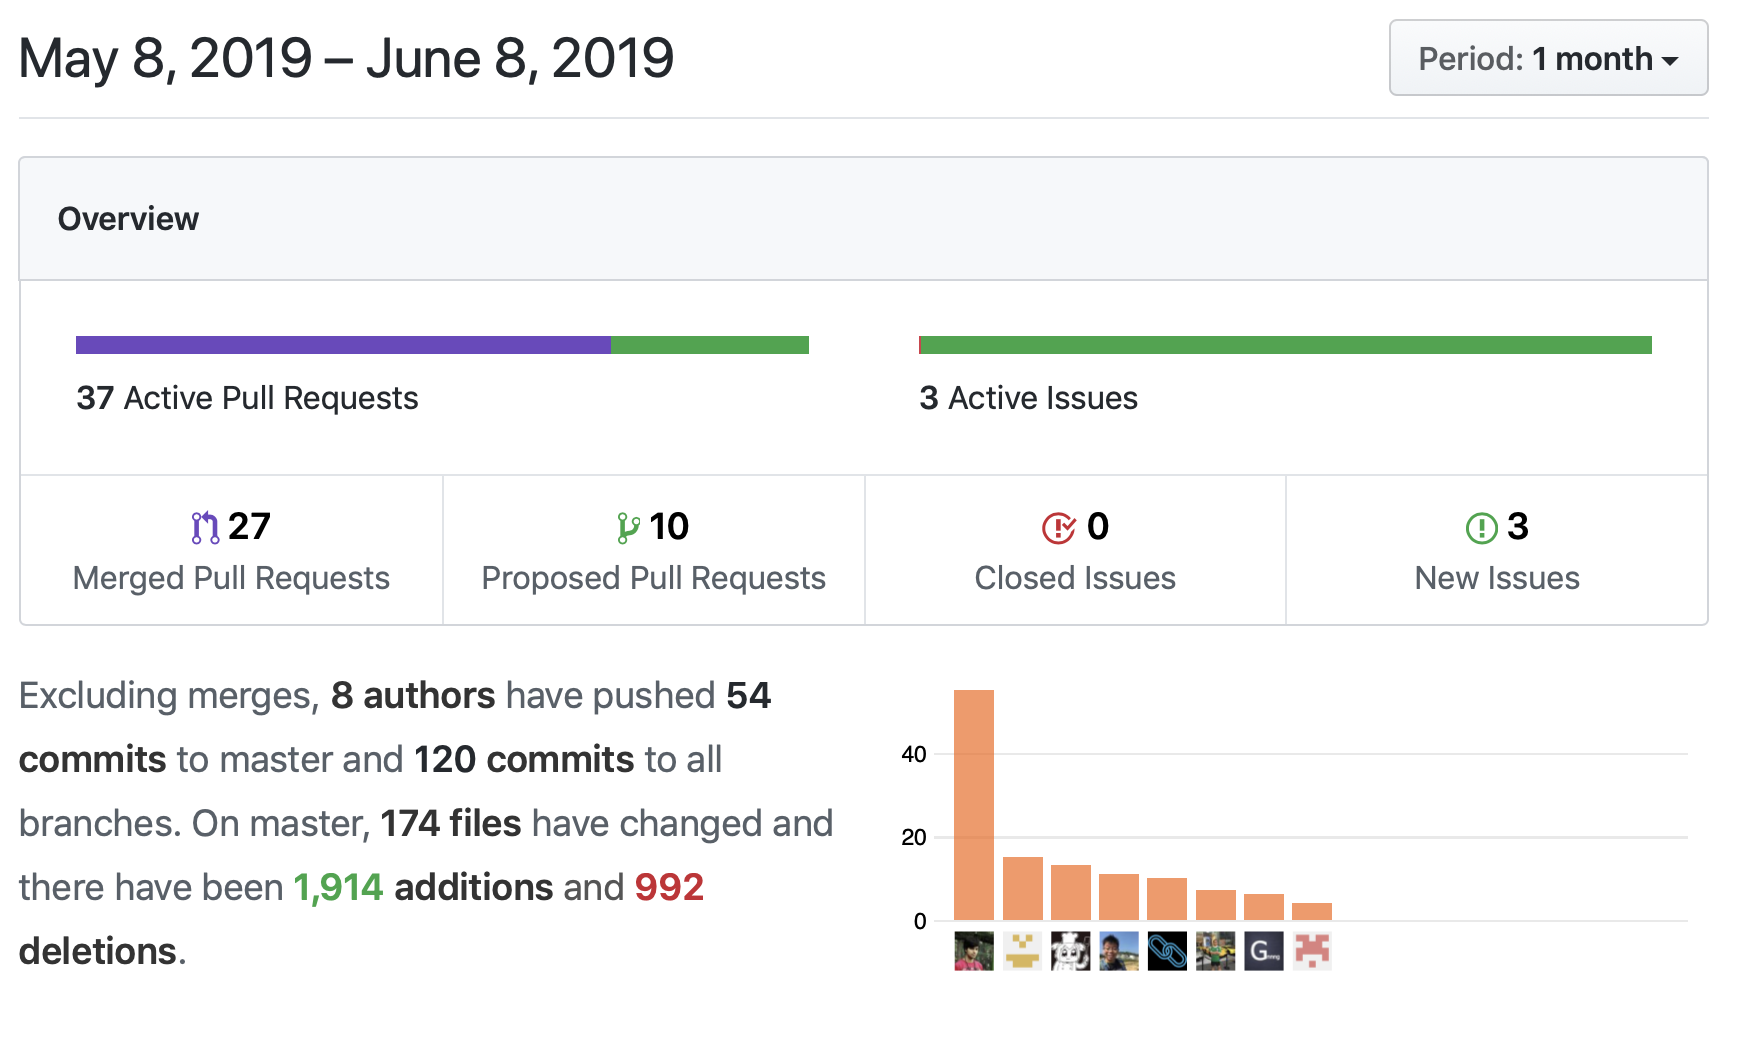 May 8, 2019 – June 8, 2019
Period: 1 month
Overview
37 Active Pull Requests
3 Active Issues
27
Merged Pull Requests
10
Proposed Pull Requests
0
Closed Issues
3
New Issues
Excluding merges, 8 authors have pushed 54
commits to master and 120 commits to all
branches. On master, 174 files have changed and
there have been 1,914 additions and 992
deletions.
40
20
0
G